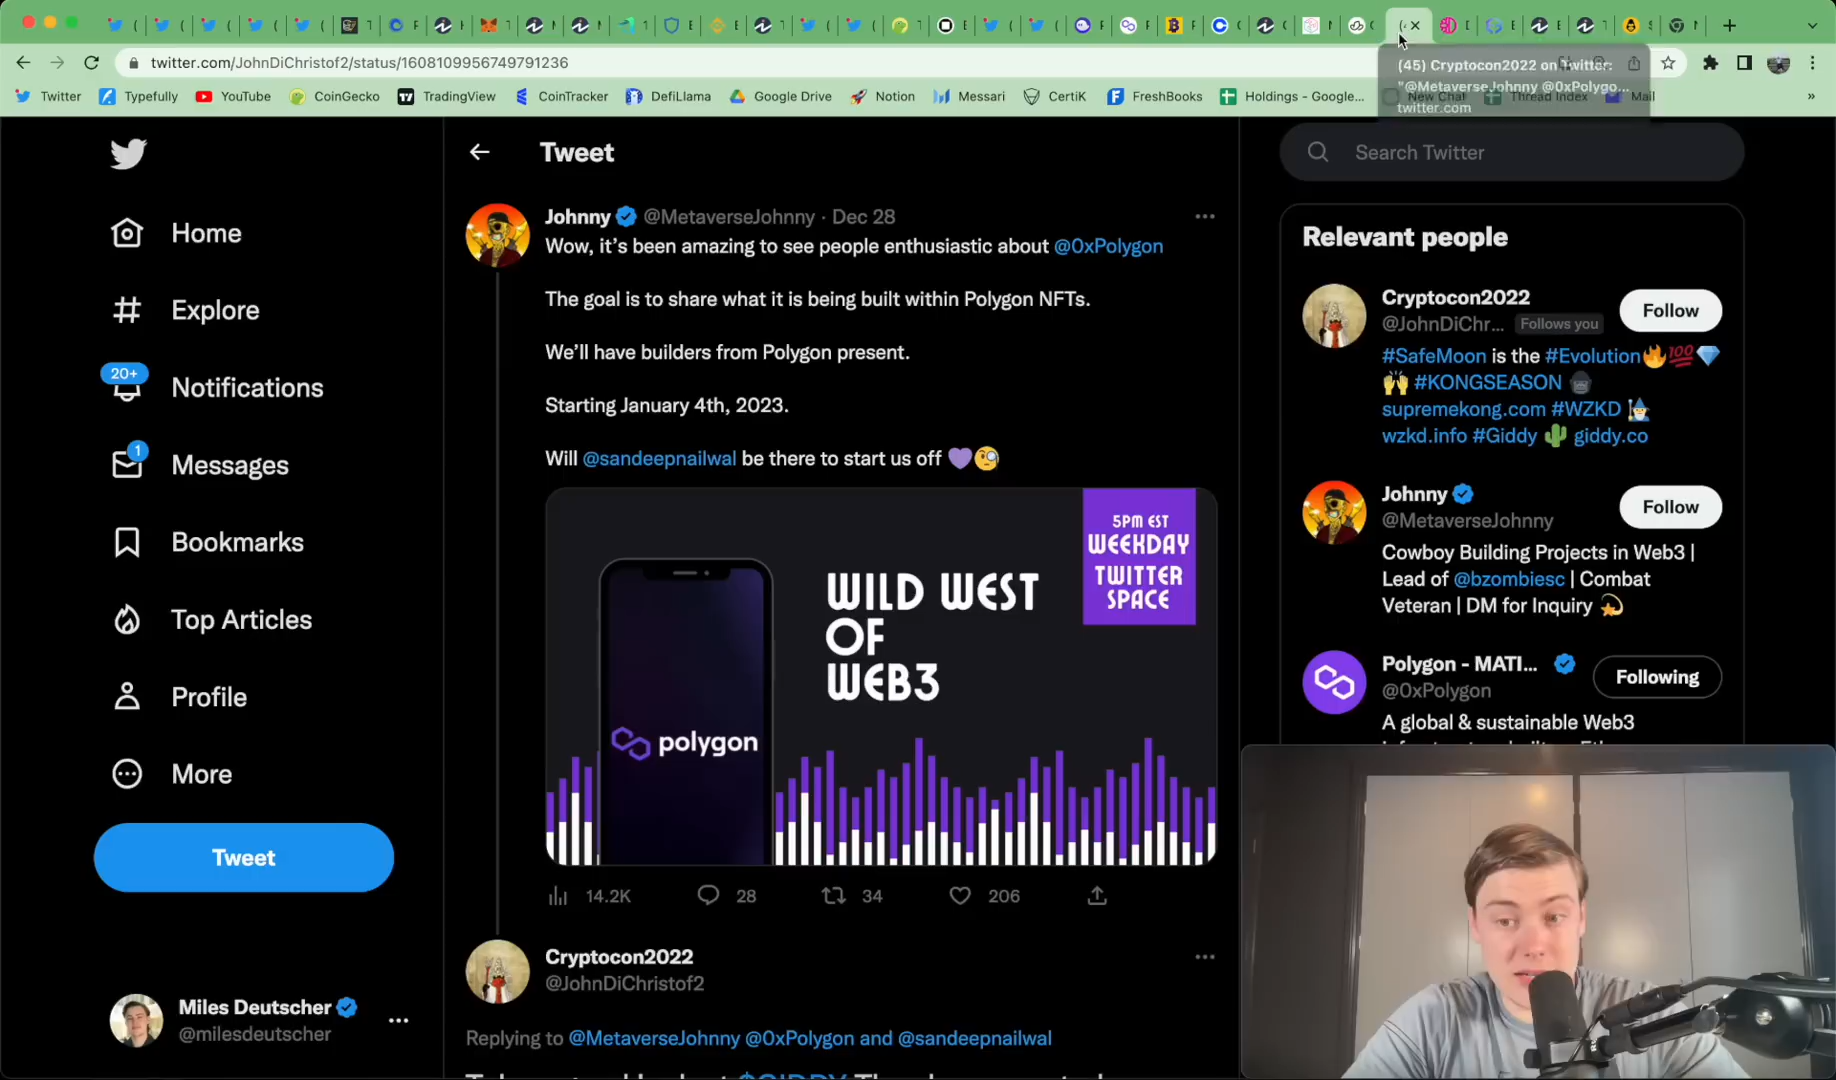 twitter.com/JohnDiChristof2/status/1608109956749791236
(45) Cryptocon2022 on Twitter:
"@MetaverseJohnny @0xPolygo...
twitter.com
Twitter
Typefully
YouTube
CoinGecko
TradingView
CoinTracker
DefiLlama
Google Drive
Notion
Messari
CertiK
FreshBooks
Holdings - Google...
New Chat
Thread Index
Mail
Tweet
Search Twitter
Home
Explore
20+
Notifications
1
Messages
Bookmarks
Top Articles
Profile
More
Tweet
Miles Deutscher
@milesdeutscher
Johnny @MetaverseJohnny · Dec 28
Wow, it's been amazing to see people enthusiastic about @0xPolygon
The goal is to share what it is being built within Polygon NFTs.
We'll have builders from Polygon present.
Starting January 4th, 2023.
Will @sandeepnailwal be there to start us off 💜🧐
5PM EST
WEEKDAY
TWITTER
SPACE
WILD WEST
OF
WEB3
polygon
14.2K
28
34
206
Cryptocon2022
@JohnDiChristof2
Replying to @MetaverseJohnny @0xPolygon and @sandeepnailwal
Relevant people
Cryptocon2022
@JohnDiChr... Follows you
Follow
#SafeMoon is the #Evolution🔥💯💎
🙌 #KONGSEASON 🦍
supremekong.com #WZKD 🧙‍♂️
wzkd.info #Giddy 🌵 giddy.co
Johnny
@MetaverseJohnny
Follow
Cowboy Building Projects in Web3 |
Lead of @bzombiesc | Combat
Veteran | DM for Inquiry 💫
Polygon - MATI...
@0xPolygon
Following
A global & sustainable Web3